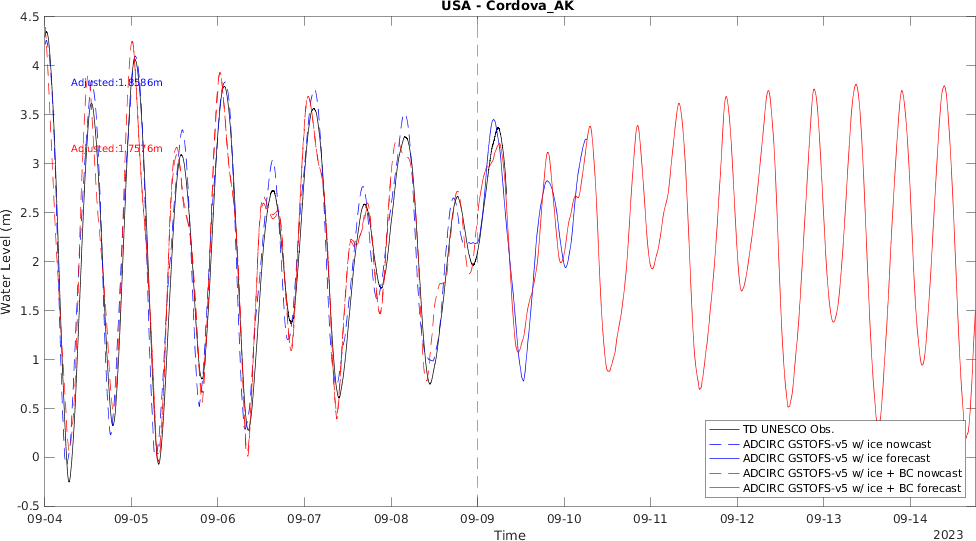 USA - Cordova_AK
4.5
4
3.5
3
2.5
2
1.5
1
0.5
0
-0.5
Water Level (m)
Adjusted:1.8586m
Adjusted:1.7576m
TD UNESCO Obs.
ADCIRC GSTOFS-v5 w/ ice nowcast
ADCIRC GSTOFS-v5 w/ ice forecast
ADCIRC GSTOFS-v5 w/ ice + BC nowcast
ADCIRC GSTOFS-v5 w/ ice + BC forecast
09-04 09-05 09-06 09-07 09-08 09-09 09-10 09-11 09-12 09-13 09-14
Time
2023